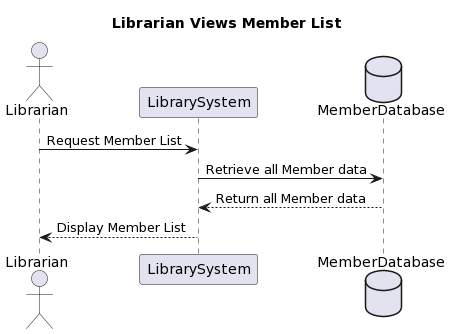 Librarian Views Member List
Librarian
LibrarySystem
MemberDatabase
Request Member List
Retrieve all Member data
Return all Member data
Display Member List
Librarian
LibrarySystem
MemberDatabase